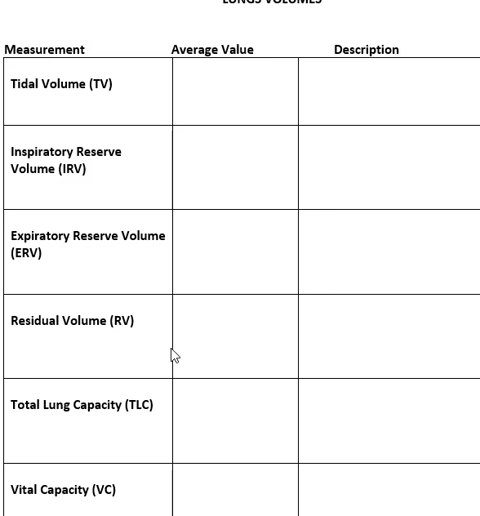 LUNGS VOLUMES
Measurement Average Value Description
Tidal Volume (TV)
Inspiratory Reserve
Volume (IRV)
Expiratory Reserve Volume
(ERV)
Residual Volume (RV)
Total Lung Capacity (TLC)
Vital Capacity (VC)